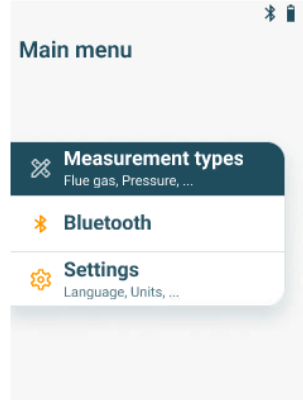 Main menu
Measurement types
Flue gas, Pressure, ...
Bluetooth
Settings
Language, Units, ...